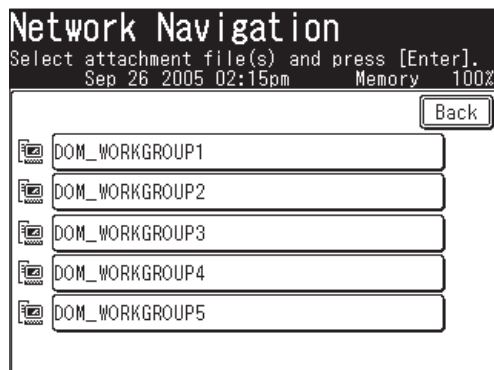 Network Navigation
Select attachment file(s) and press [Enter].
Sep 26 2005 02:15pm Memory 100%
Back
DOM_WORKGROUP1
DOM_WORKGROUP2
DOM_WORKGROUP3
DOM_WORKGROUP4
DOM_WORKGROUP5